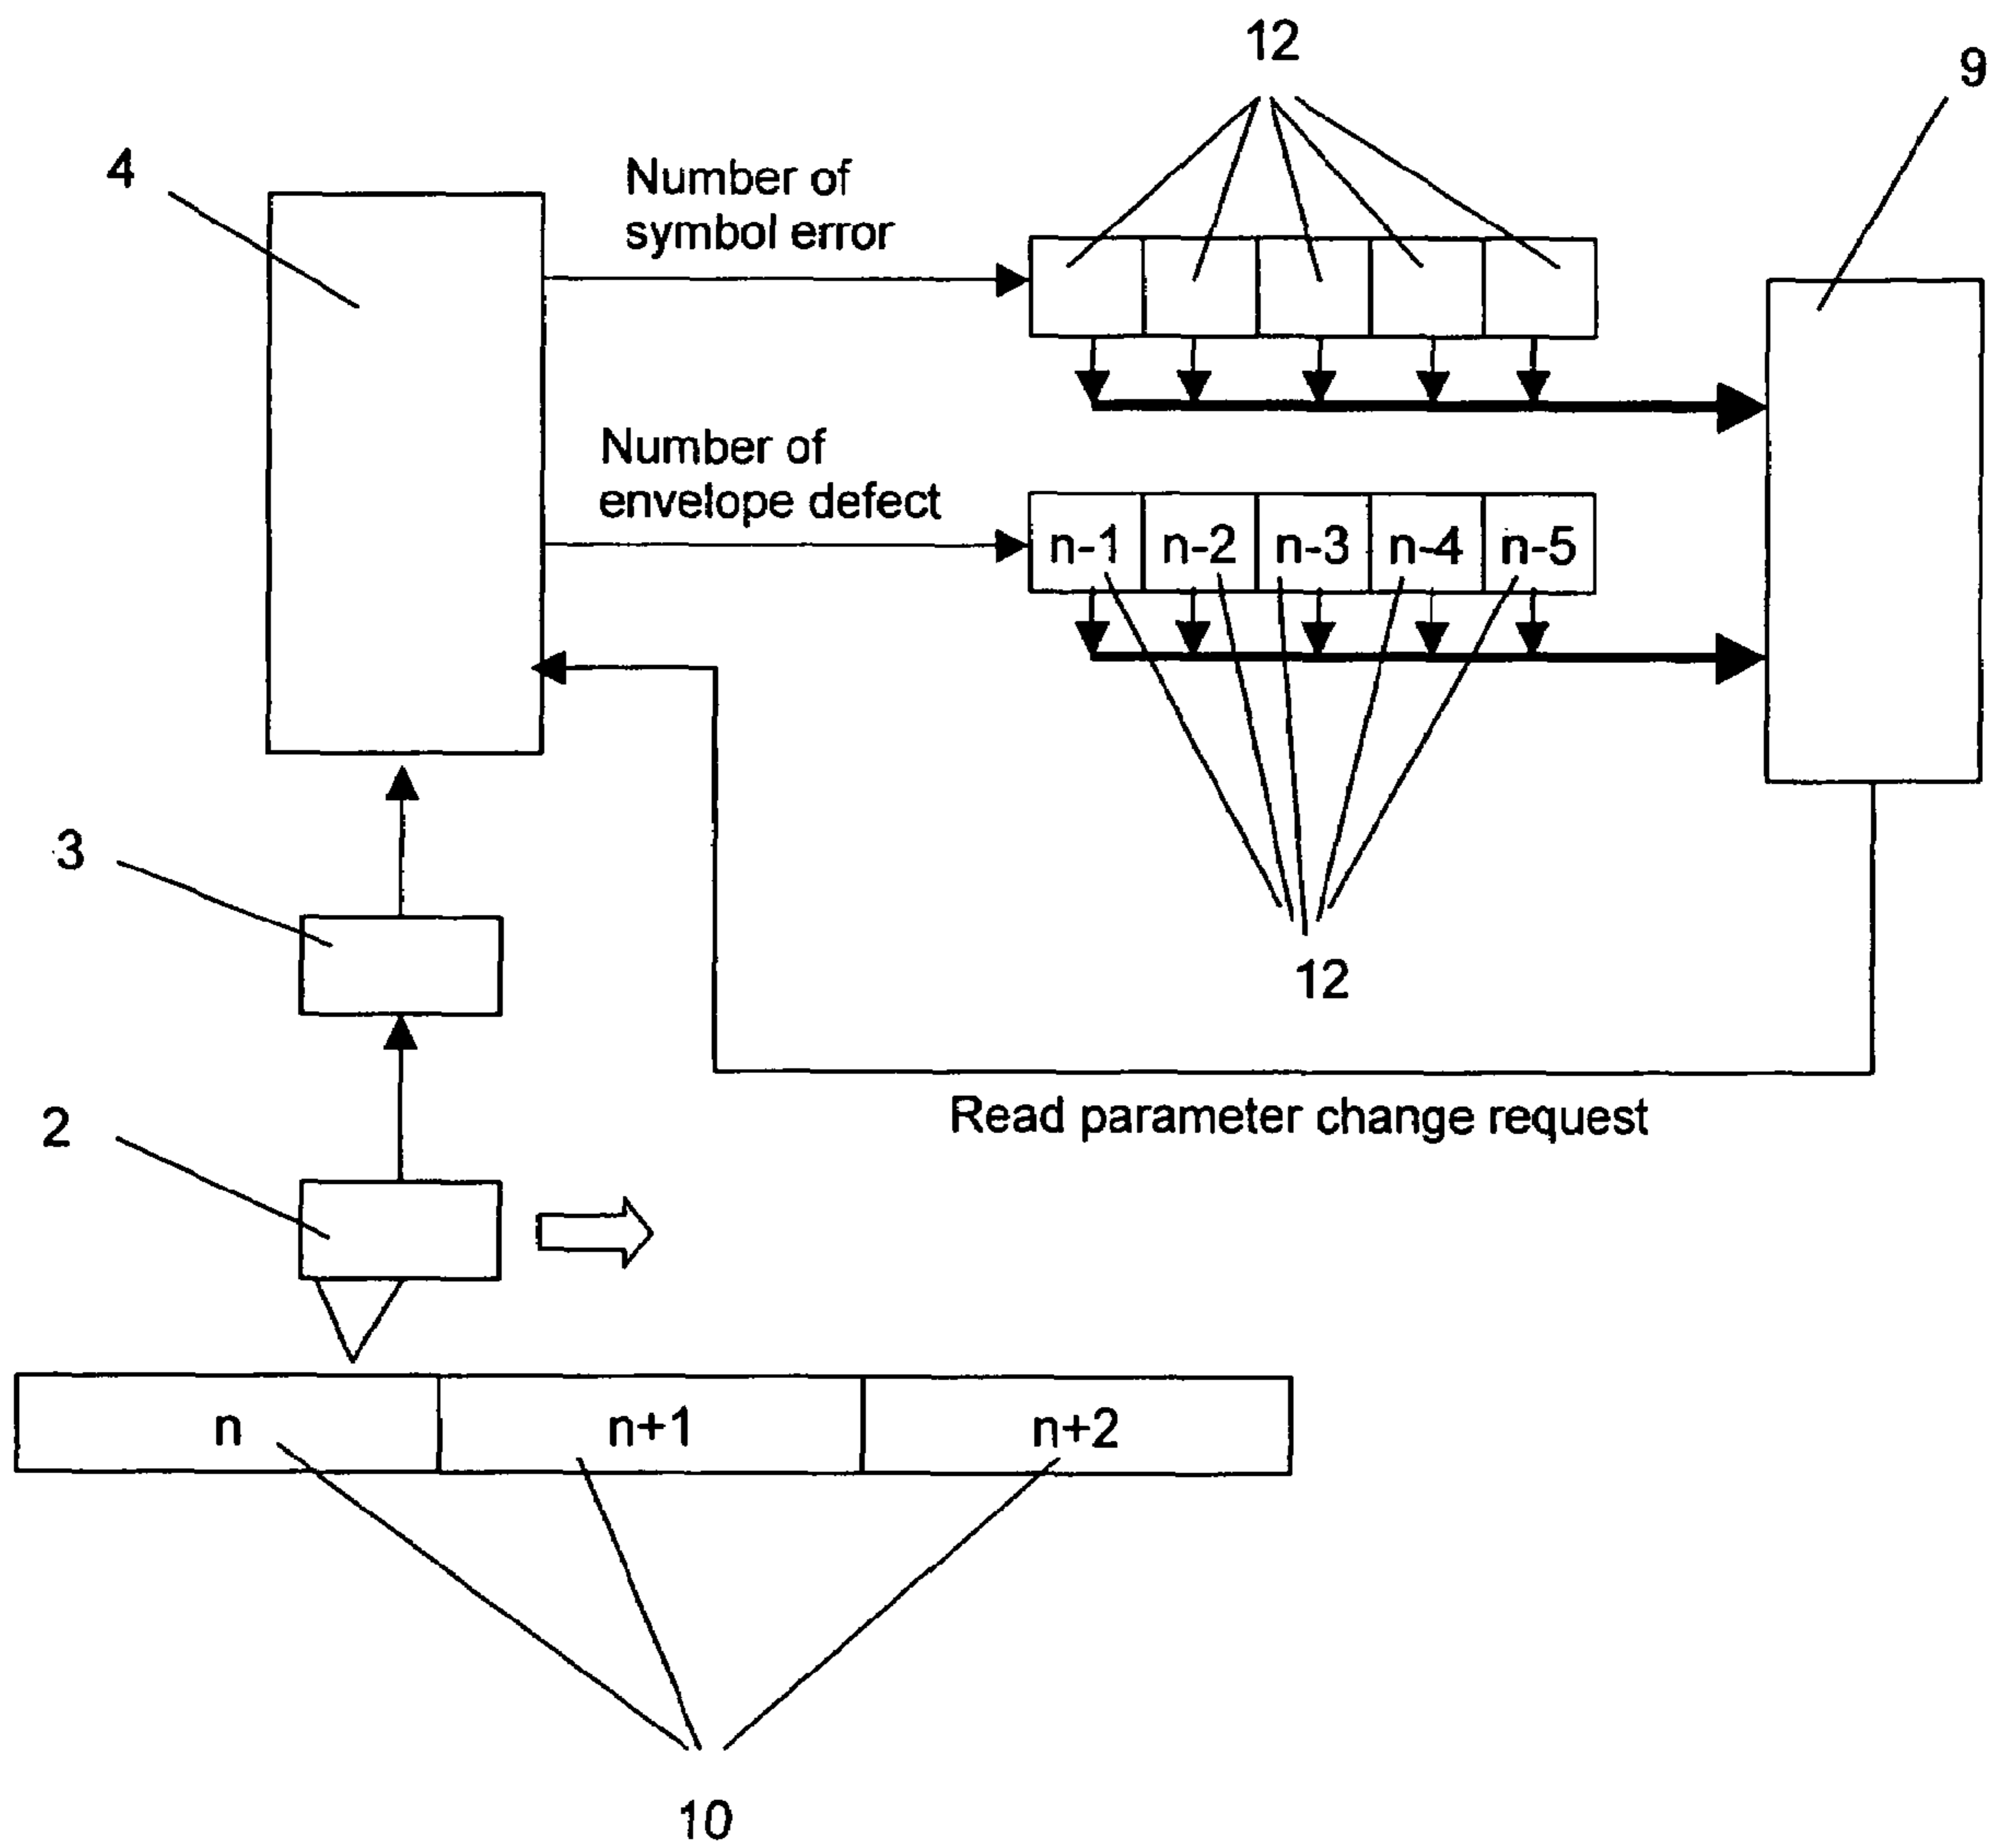 12
9
4
Number of
symbol error
Number of
envelope defect
n-1 n-2 n-3 n-4 n-5
3
12
2
Read parameter change request
n n+1 n+2
10